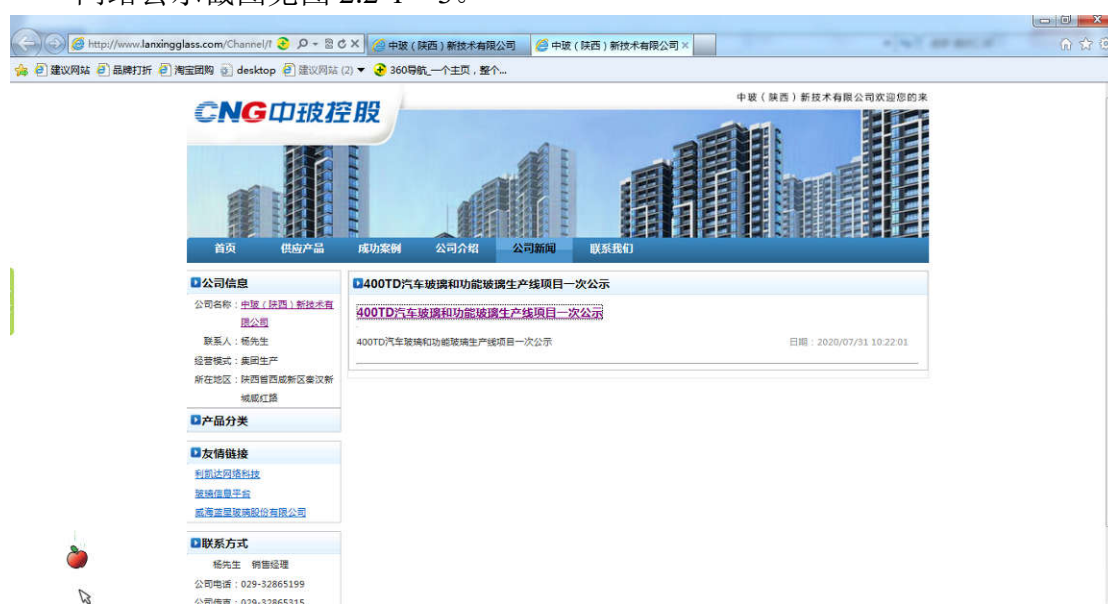 网络公示截图见图 2.2-1～3。
http://www.lanxingglass.com/Channel/
中玻（陕西）新技术有限公司
中玻（陕西）新技术有限公司
建议网站 品牌打折 淘宝团购 desktop 建议网站 (2) 360导航_一个主页，整个...
中玻（陕西）新技术有限公司欢迎您的来
CNG中玻控股
首页 供应产品 成功案例 公司介绍 公司新闻 联系我们
公司信息
公司名称：中玻（陕西）新技术有
限公司
联系人：杨先生
经营模式：集团生产
所在地区：陕西省西咸新区秦汉新
城咸红路
产品分类
友情链接
利凯达网络科技
玻璃信息平台
威海蓝星玻璃股份有限公司
联系方式
杨先生 销售经理
公司电话：029-32865199
公司传真：029-32865315
400TD汽车玻璃和功能玻璃生产线项目一次公示
400TD汽车玻璃和功能玻璃生产线项目一次公示
400TD汽车玻璃和功能玻璃生产线项目一次公示
日期：2020/07/31 10:22:01